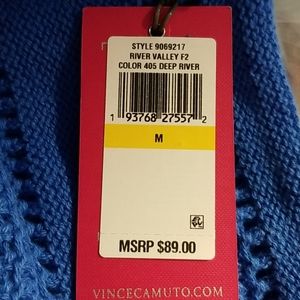 STYLE 9069217
RIVER VALLEY F2
COLOR 405 DEEP RIVER
1 93768 27557 2
M
MSRP $89.00
VINCECAMUTO.COM